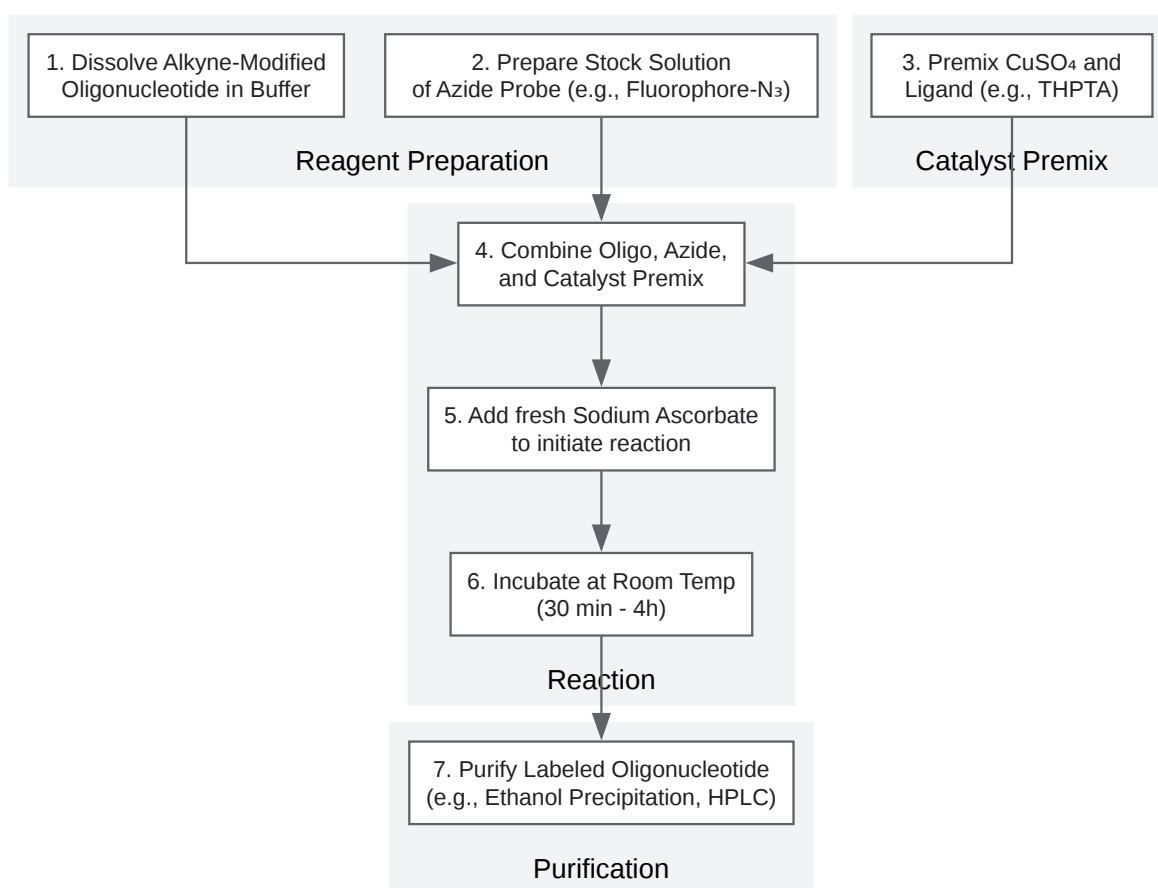 1. Dissolve Alkyne-Modified
Oligonucleotide in Buffer
2. Prepare Stock Solution
of Azide Probe (e.g., Fluorophore-N₃)
3. Premix CuSO₄ and
Ligand (e.g., THPTA)
Reagent Preparation
Catalyst Premix
4. Combine Oligo, Azide,
and Catalyst Premix
5. Add fresh Sodium Ascorbate
to initiate reaction
6. Incubate at Room Temp
(30 min - 4h)
Reaction
7. Purify Labeled Oligonucleotide
(e.g., Ethanol Precipitation, HPLC)
Purification